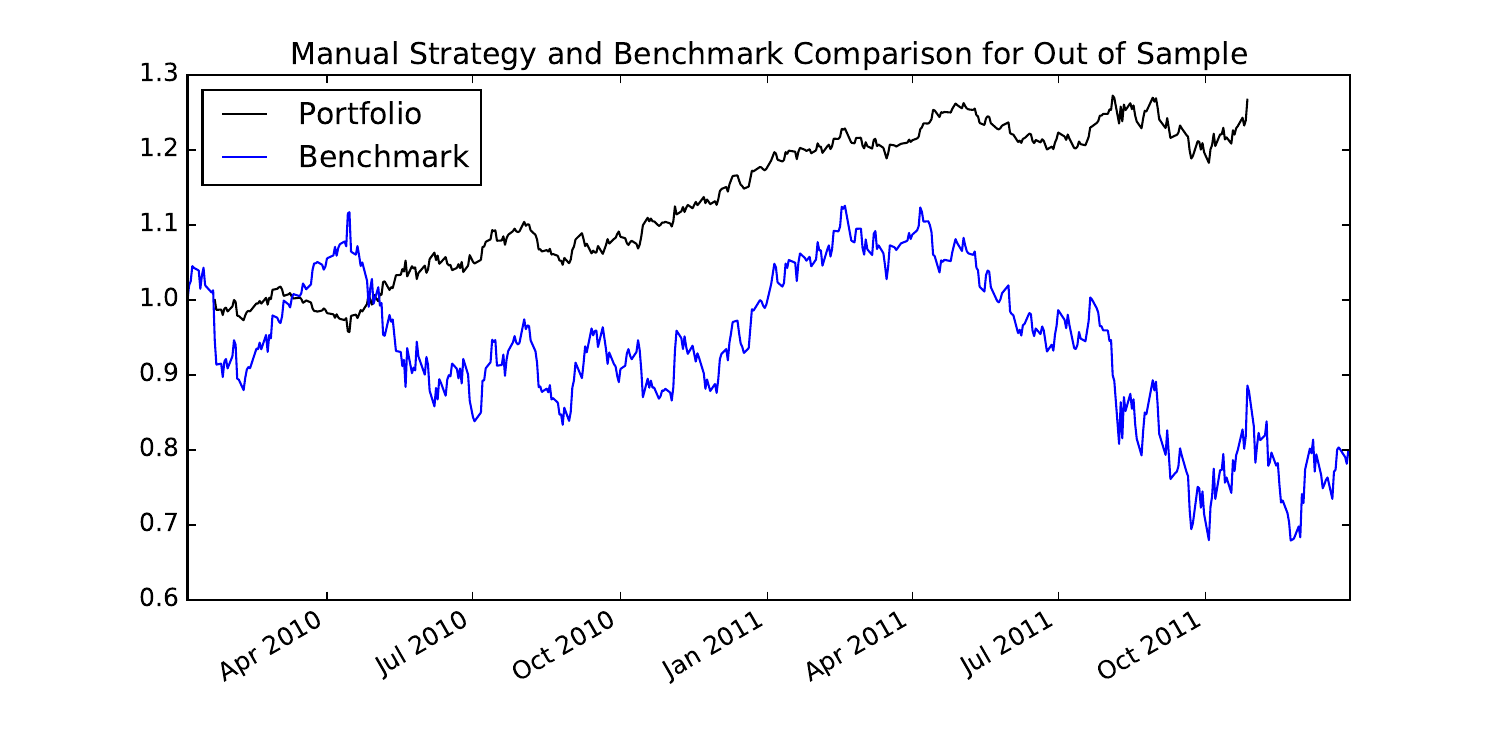 Manual Strategy and Benchmark Comparison for Out of Sample
1.3
1.2
1.1
1.0
0.9
0.8
0.7
0.6
Portfolio
Benchmark
Apr 2010
Jul 2010
Oct 2010
Jan 2011
Apr 2011
Jul 2011
Oct 2011